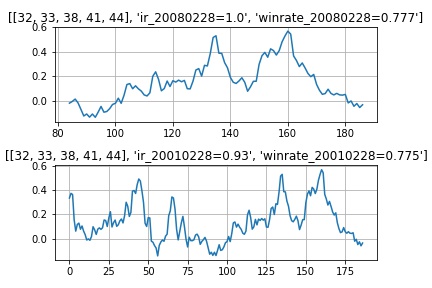 [[32, 33, 38, 41, 44], 'ir_20080228=1.0', 'winrate_20080228=0.777']
0.6
0.4
0.2
0.0
80 100 120 140 160 180
[[32, 33, 38, 41, 44], 'ir_20010228=0.93', 'winrate_20010228=0.775']
0.6
0.4
0.2
0.0
0 25 50 75 100 125 150 175